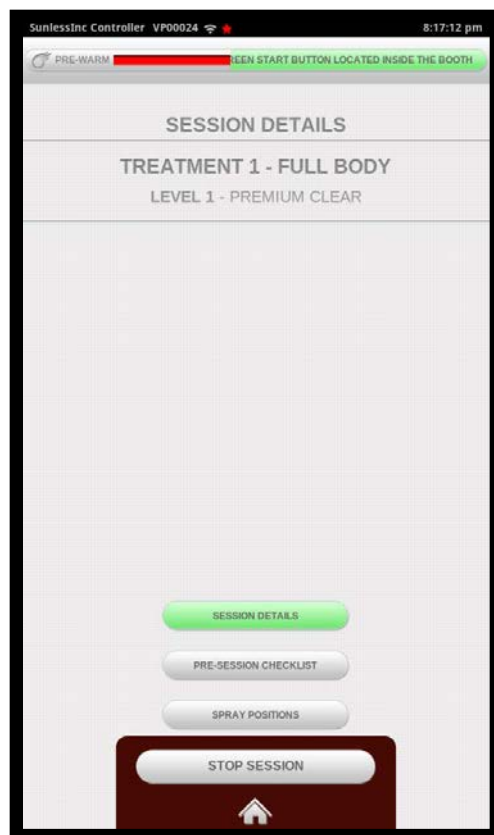 SunlessInc Controller VP00024 8:17:12 pm
PRE-WARM START BUTTON LOCATED INSIDE THE BOOTH
SESSION DETAILS
TREATMENT 1 - FULL BODY
LEVEL 1 - PREMIUM CLEAR
SESSION DETAILS
PRE-SESSION CHECKLIST
SPRAY POSITIONS
STOP SESSION